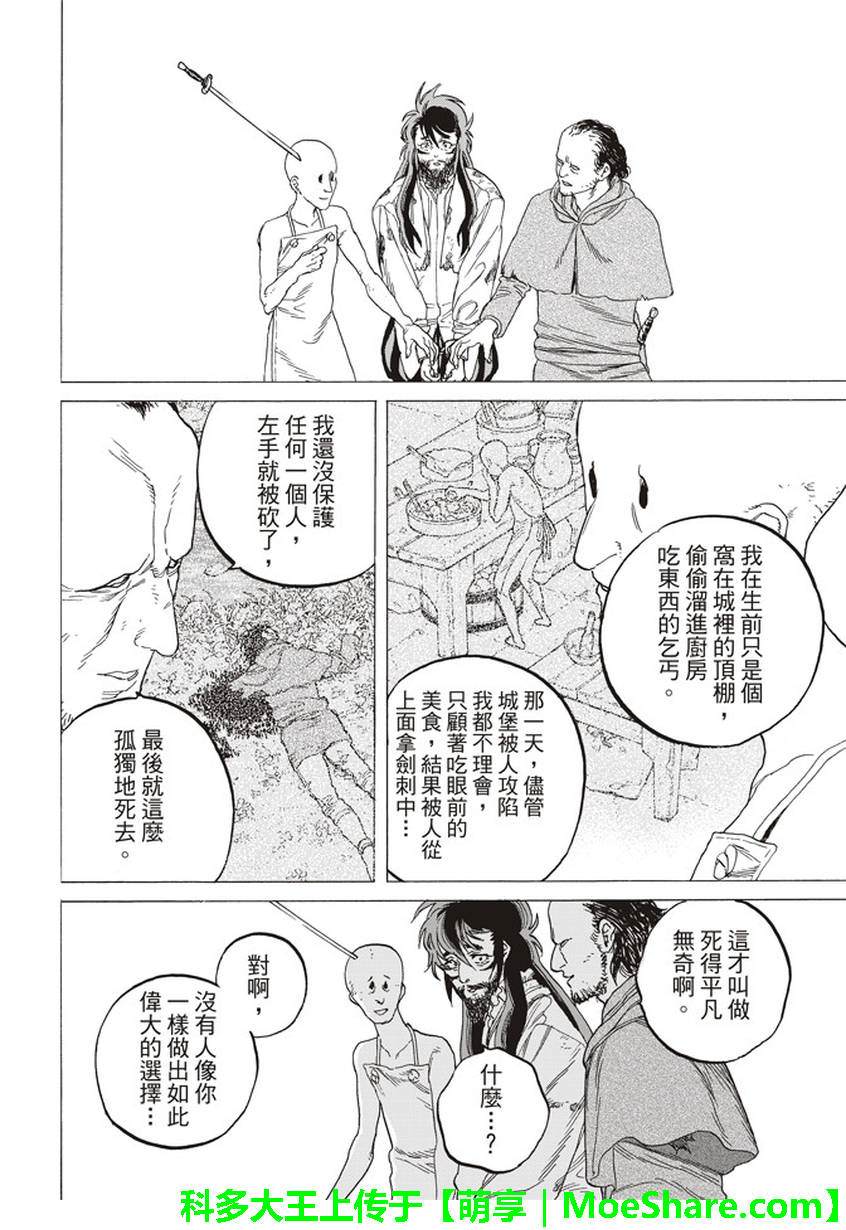 我在生前只是個
窩在城裡的頂棚，
偷偷溜進廚房
吃東西的乞丐。
那一天，儘管
城堡被人攻陷
我都不理會，
只顧著吃眼前的
美食，結果被人從
上面拿劍刺中…
我還沒保護
任何一個人，
左手就被砍了，
最後就這麼
孤獨地死去。
這才叫做
死得平凡
無奇啊。
什麼…?
對啊，
沒有人像你
一樣做出如此
偉大的選擇…
科多大王上传于【萌享｜MoeShare.com】